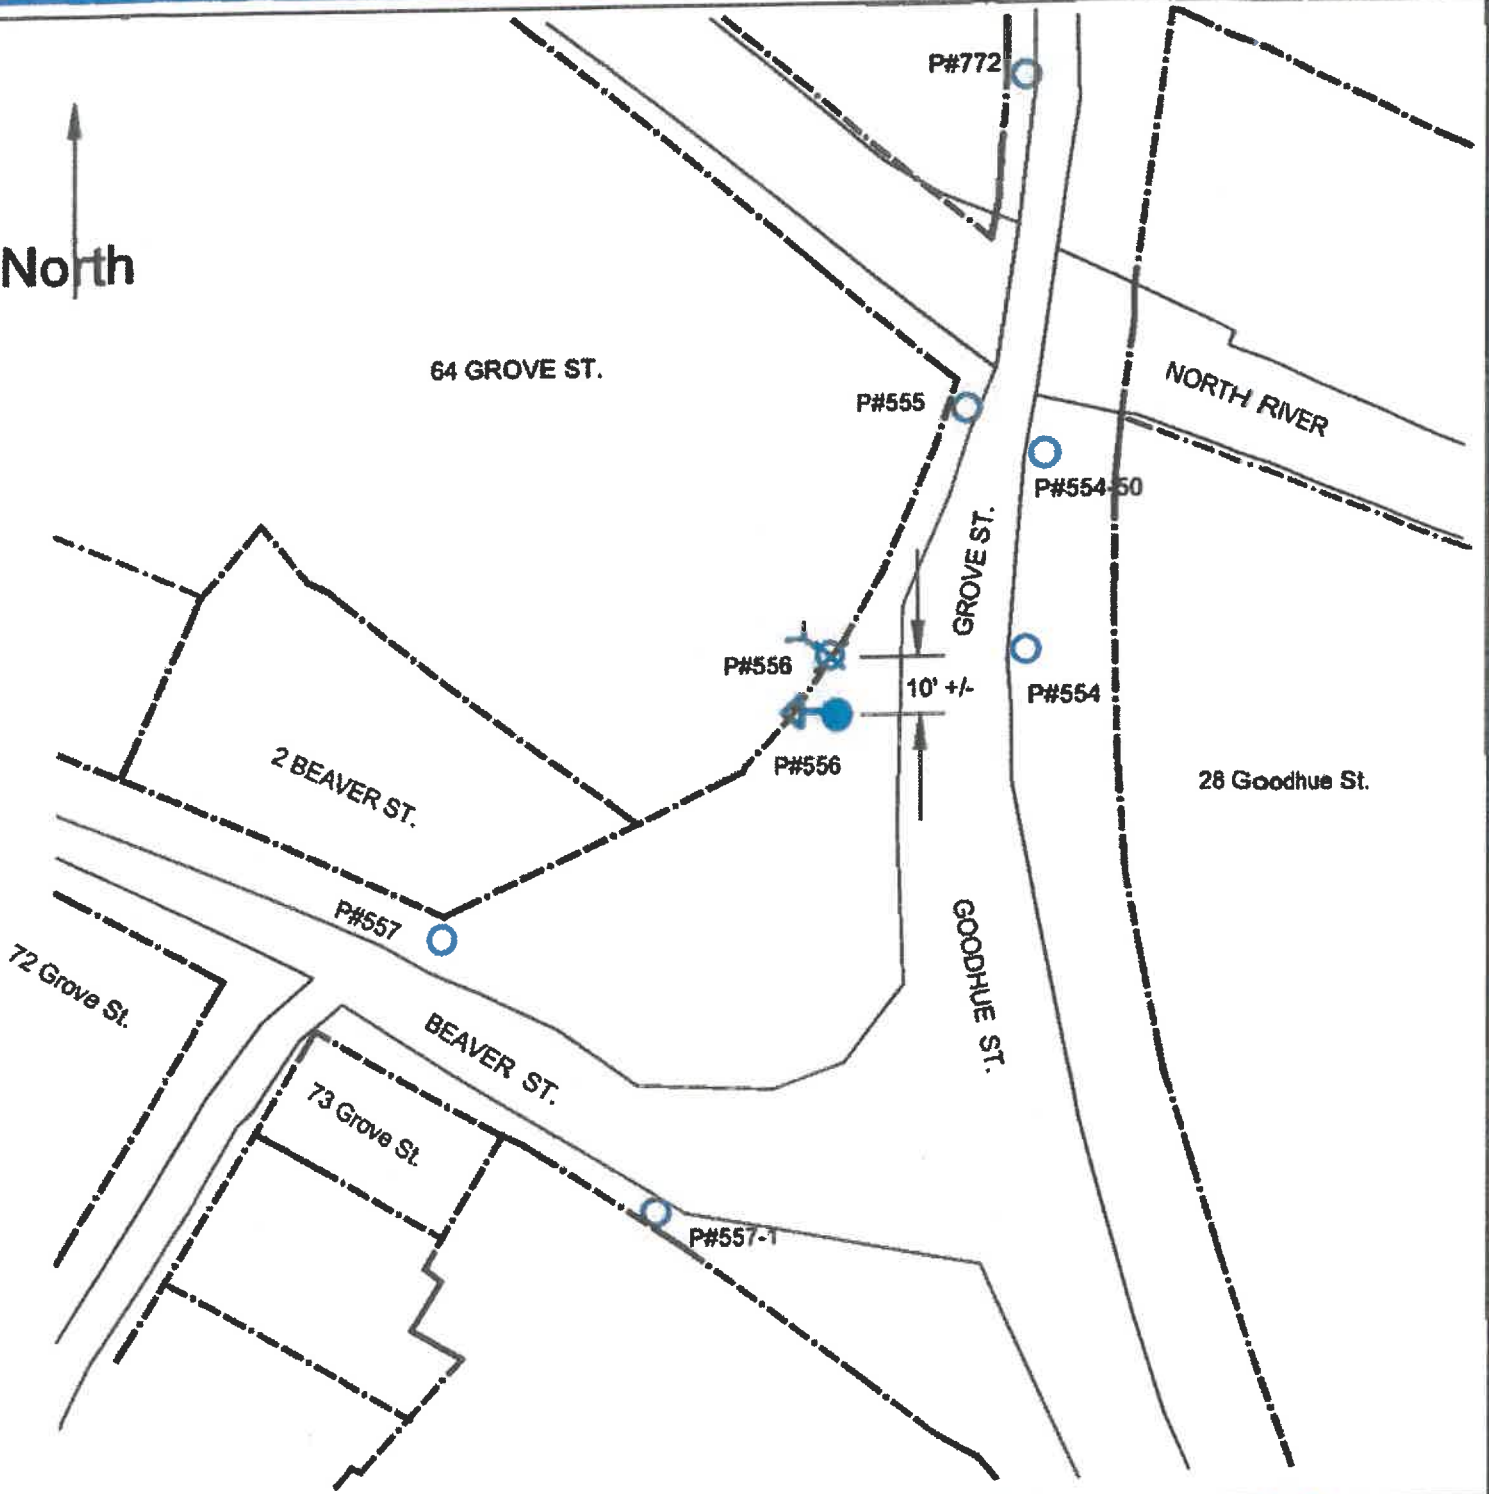 P#772
North
64 GROVE ST.
NORTH RIVER
P#555
P#554-50
GROVE ST.
P#556
10' +/-
P#554
P#556
2 BEAVER ST.
28 Goodhue St.
P#557
GOODHUE ST.
72 Grove St.
BEAVER ST.
73 Grove St.
P#557-1